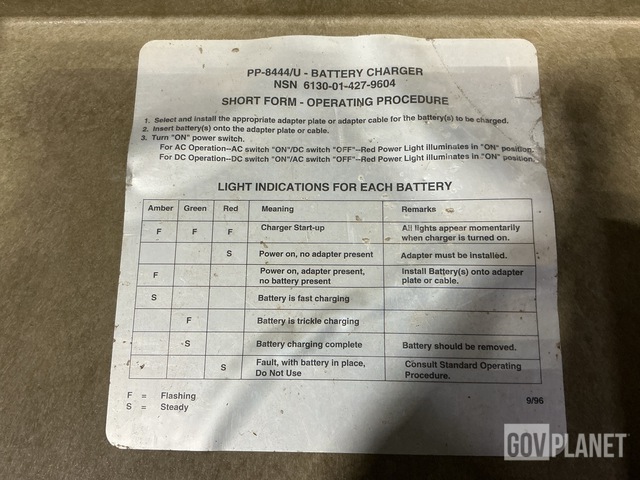 PP-8444/U - BATTERY CHARGER
NSN 6130-01-427-9604
SHORT FORM - OPERATING PROCEDURE
1. Select and install the appropriate adapter plate or adapter cable for the battery(s) to be charged.
2. Insert battery(s) onto the adapter plate or cable.
3. Turn "ON" power switch.
For AC Operation--AC switch "ON"/DC switch "OFF"--Red Power Light illuminates in "ON" position.
For DC Operation--DC switch "ON"/AC switch "OFF"--Red Power Light illuminates in "ON" position.
LIGHT INDICATIONS FOR EACH BATTERY
Amber Green Red Meaning Remarks
F F F Charger Start-up All lights appear momentarily
when charger is turned on.
S Power on, no adapter present Adapter must be installed.
F Power on, adapter present, Install Battery(s) onto adapter
no battery present plate or cable.
S Battery is fast charging
F Battery is trickle charging
S Battery charging complete Battery should be removed.
S Fault, with battery in place, Consult Standard Operating
Do Not Use Procedure.
F = Flashing
S = Steady
9/96
GOVPLANET